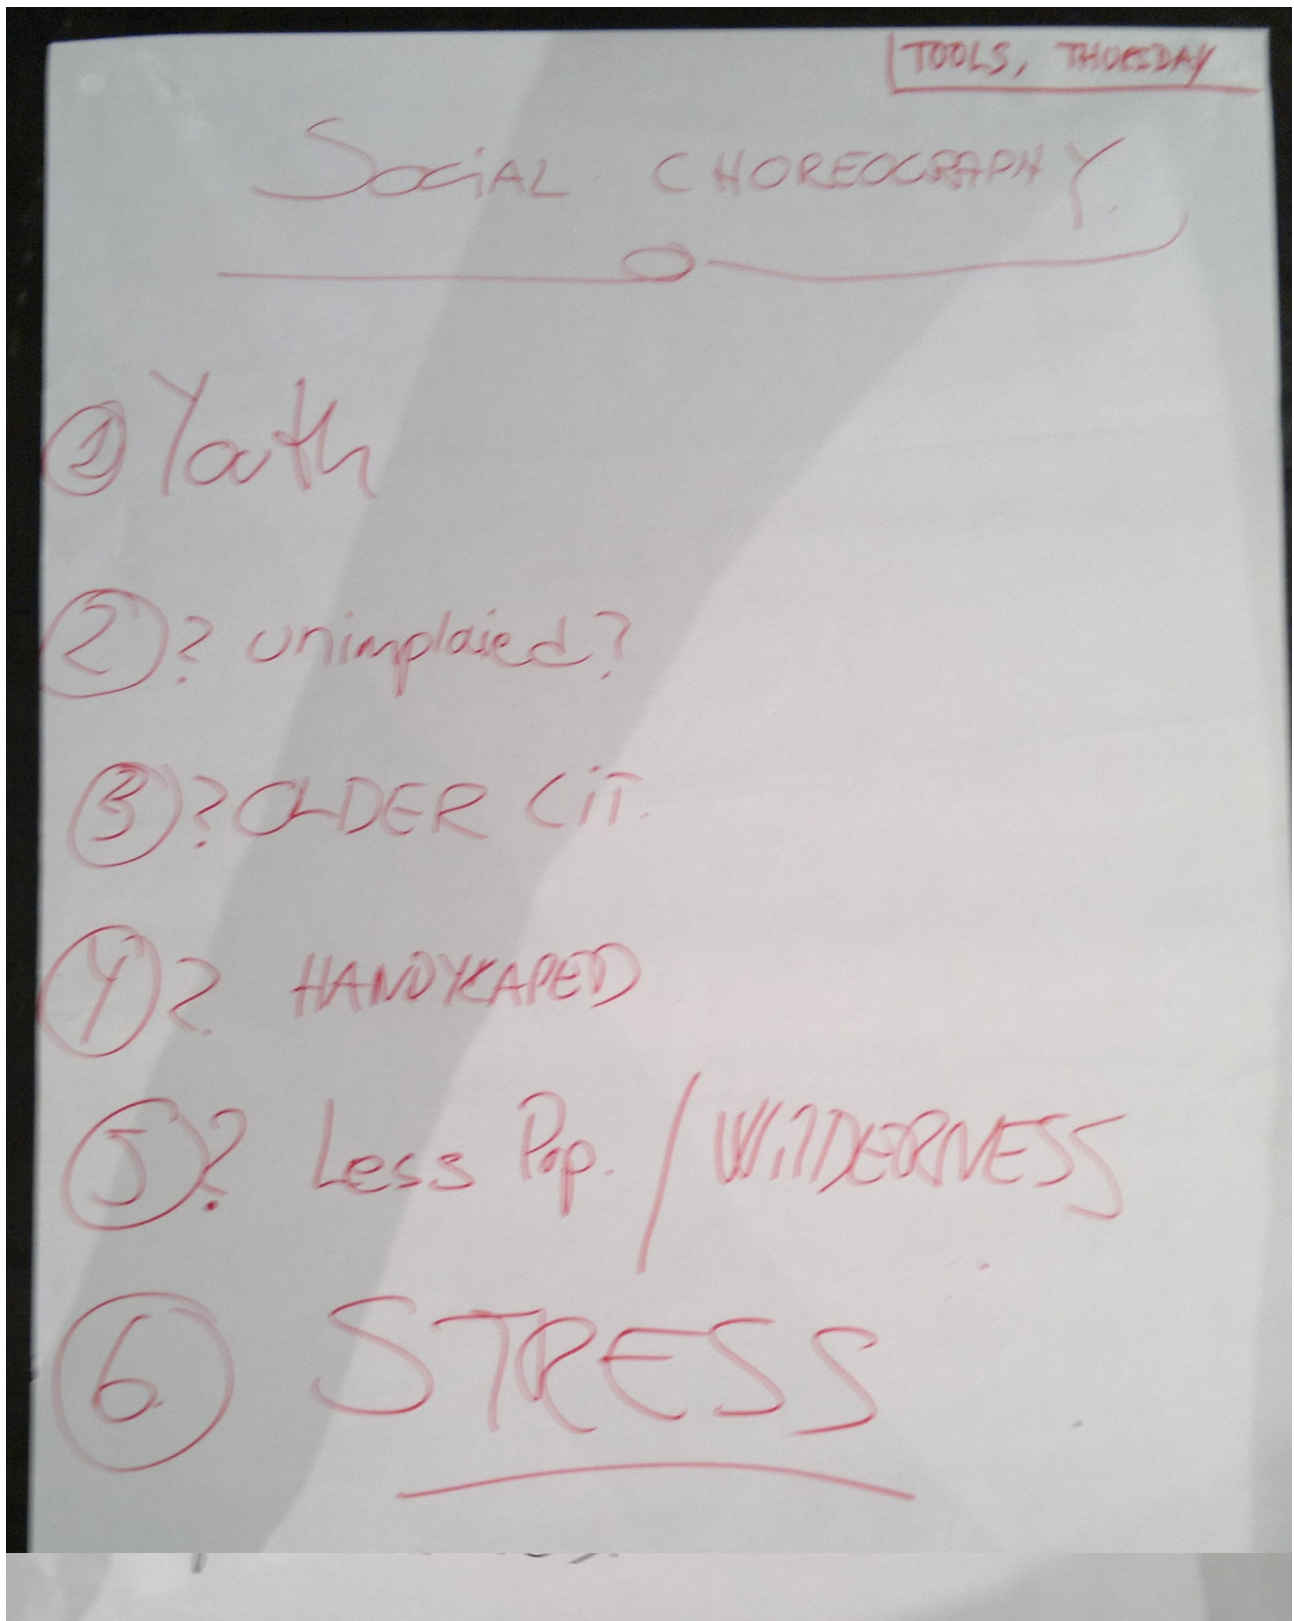 TOOLS, THURSDAY
SOCiAL CHOREOGRAPHY
1 Youth
2 ? unimplaied?
3 ? OLDER CiT.
4 ? HANDYKAPED
5 ? Less Pop. / WilDERNESS
6 STRESS